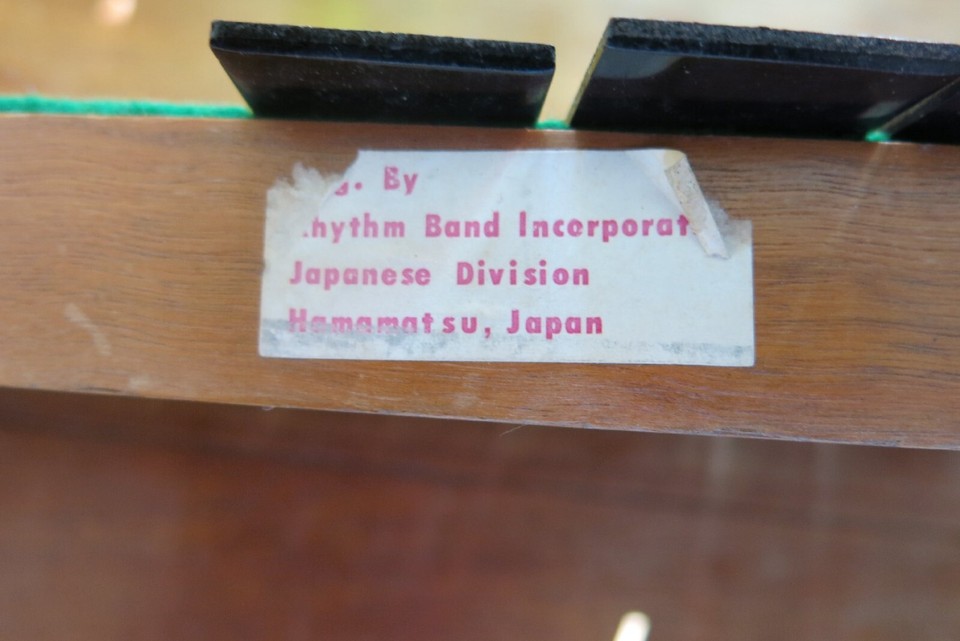 g. By
hythm Band Incorporat
Japanese Division
Hamamatsu, Japan